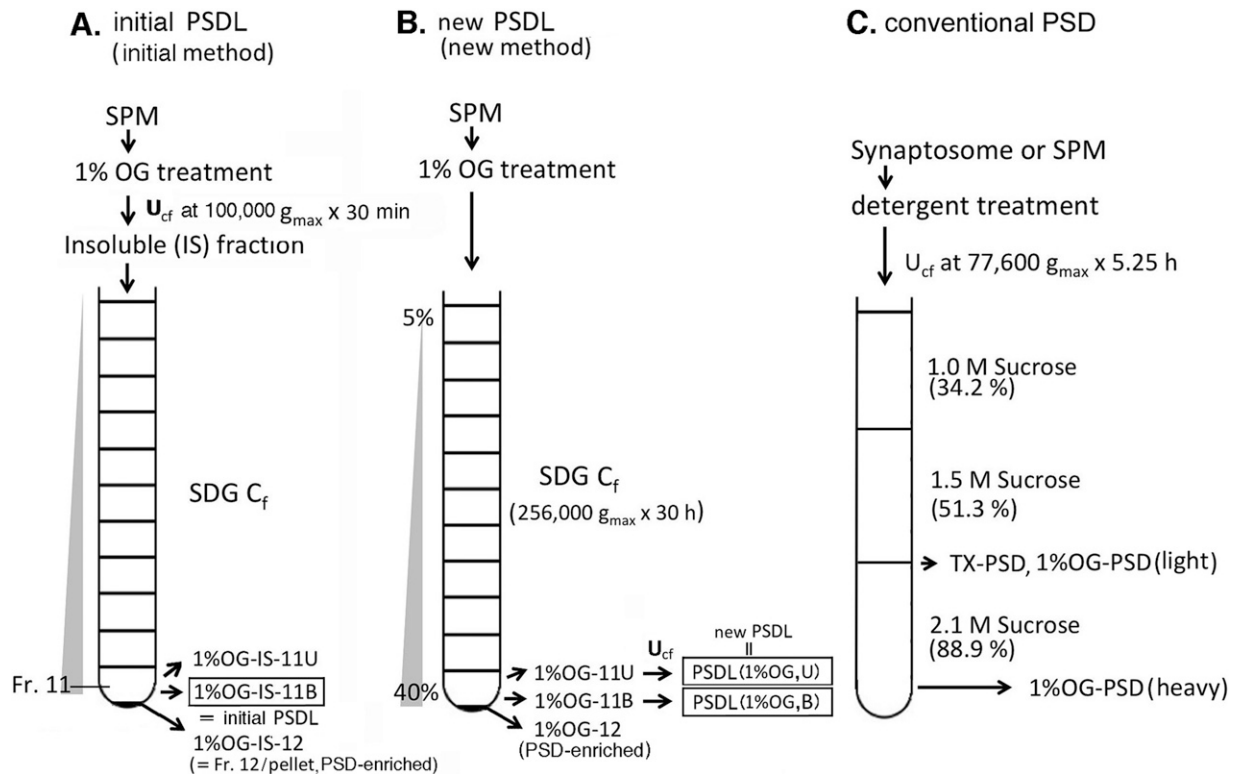 A. initial PSDL
(initial method)
SPM
1% OG treatment
Ucf at 100,000 gmax x 30 min
Insoluble (IS) fraction
SDG Cf
Fr. 11
1%OG-IS-11U
1%OG-IS-11B
= initial PSDL
1%OG-IS-12
(= Fr. 12/pellet, PSD-enriched)
B. new PSDL
(new method)
SPM
1% OG treatment
5%
SDG Cf
(256,000 gmax x 30 h)
40%
new PSDL
=
Ucf
1%OG-11U
PSDL(1%OG,U)
1%OG-11B
PSDL(1%OG,B)
1%OG-12
(PSD-enriched)
C. conventional PSD
Synaptosome or SPM
detergent treatment
Ucf at 77,600 gmax x 5.25 h
1.0 M Sucrose
(34.2 %)
1.5 M Sucrose
(51.3 %)
TX-PSD, 1%OG-PSD(light)
2.1 M Sucrose
(88.9 %)
1%OG-PSD(heavy)